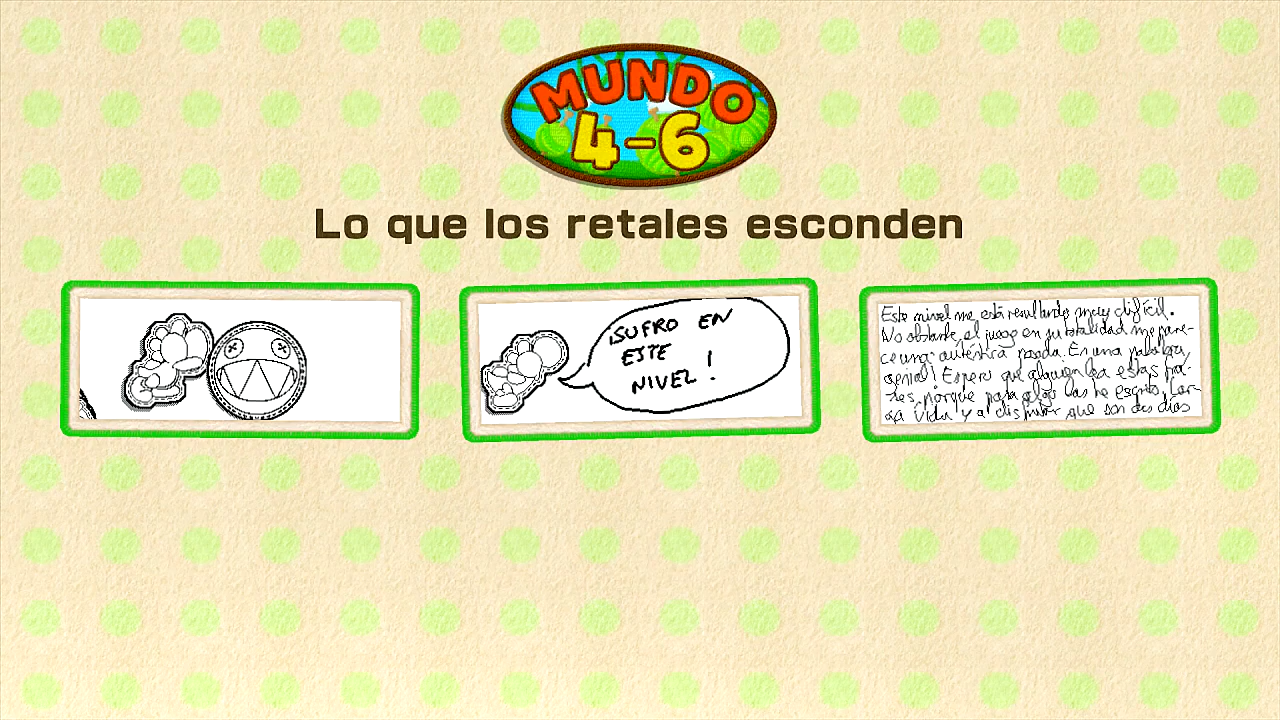 MUNDO
4-6
Lo que los retales esconden
¡SUFRO EN
ESTE
NIVEL!
Este nivel me está resultando muy difícil.
No obstante, el juego en su totalidad me pare-
ce una auténtica pasada. En una palabra,
¡genial! Espero que alguien lea estas fra-
ses, porque para algo las he escrito
la vida y a disfrutar que son dos días